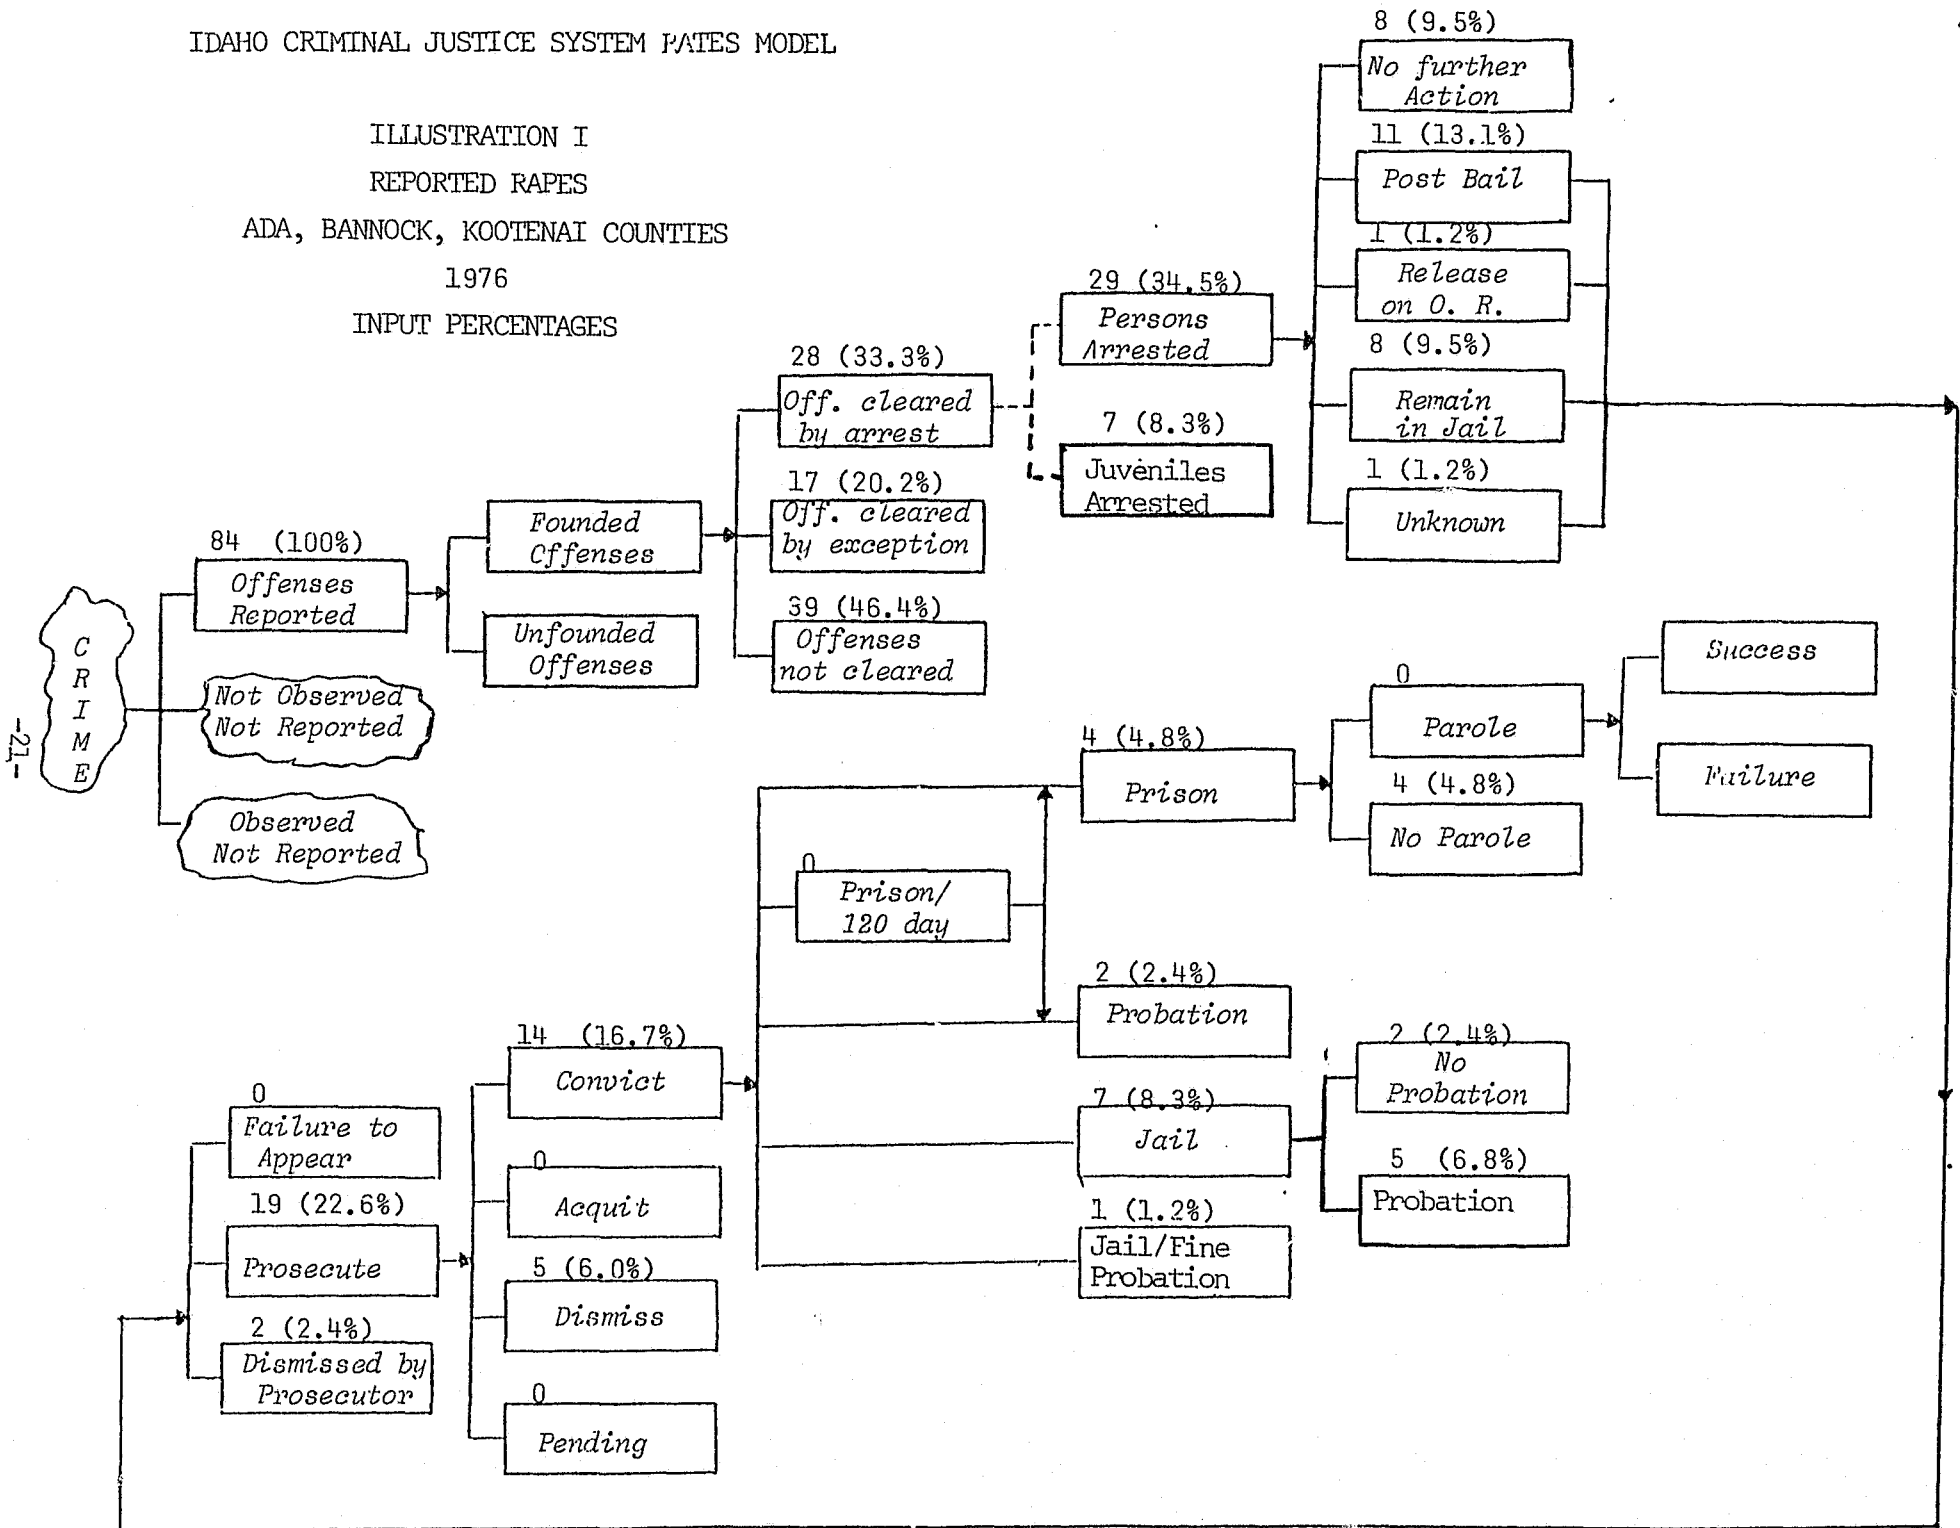 IDAHO CRIMINAL JUSTICE SYSTEM RATES MODEL
ILLUSTRATION I
REPORTED RAPES
ADA, BANNOCK, KOOTENAI COUNTIES
1976
INPUT PERCENTAGES
C
R
I
M
E
84 (100%)
Offenses
Reported
Not Observed
Not Reported
Observed
Not Reported
Founded
Offenses
Unfounded
Offenses
28 (33.3%)
Off. cleared
by arrest
17 (20.2%)
Off. cleared
by exception
39 (46.4%)
Offenses
not cleared
29 (34.5%)
Persons
Arrested
7 (8.3%)
Juveniles
Arrested
8 (9.5%)
No further
Action
11 (13.1%)
Post Bail
1 (1.2%)
Release
on O. R.
8 (9.5%)
Remain
in Jail
1 (1.2%)
Unknown
0
Failure to
Appear
19 (22.6%)
Prosecute
2 (2.4%)
Dismissed by
Prosecutor
14 (16.7%)
Convict
0
Acquit
5 (6.0%)
Dismiss
0
Pending
0
Prison/
120 day
4 (4.8%)
Prison
2 (2.4%)
Probation
7 (8.3%)
Jail
1 (1.2%)
Jail/Fine
Probation
0
Parole
4 (4.8%)
No Parole
Success
Failure
2 (2.4%)
No
Probation
5 (6.8%)
Probation
-21-